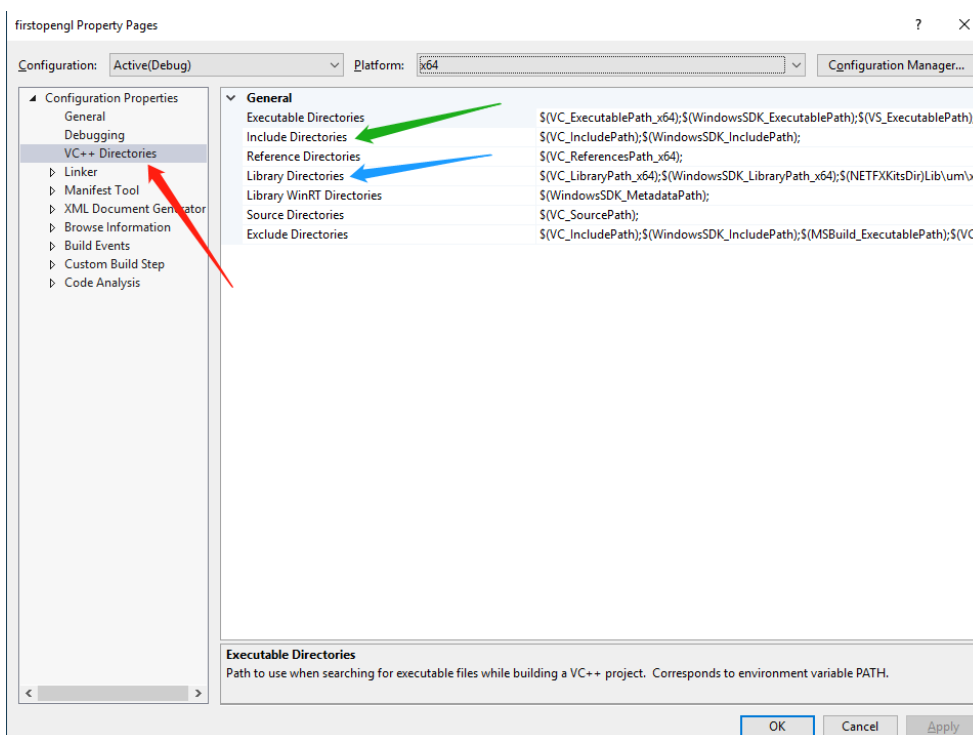 firstopengl Property Pages ? ×
Configuration: Active(Debug) Platform: x64 Configuration Manager...
Configuration Properties
General
Debugging
VC++ Directories
Linker
Manifest Tool
XML Document Generator
Browse Information
Build Events
Custom Build Step
Code Analysis
General
Executable Directories $(VC_ExecutablePath_x64);$(WindowsSDK_ExecutablePath);$(VS_ExecutablePath);
Include Directories $(VC_IncludePath);$(WindowsSDK_IncludePath);
Reference Directories $(VC_ReferencesPath_x64);
Library Directories $(VC_LibraryPath_x64);$(WindowsSDK_LibraryPath_x64);$(NETFXKitsDir)Lib\um\x
Library WinRT Directories $(WindowsSDK_MetadataPath);
Source Directories $(VC_SourcePath);
Exclude Directories $(VC_IncludePath);$(WindowsSDK_IncludePath);$(MSBuild_ExecutablePath);$(VC
Executable Directories
Path to use when searching for executable files while building a VC++ project. Corresponds to environment variable PATH.
OK Cancel Apply